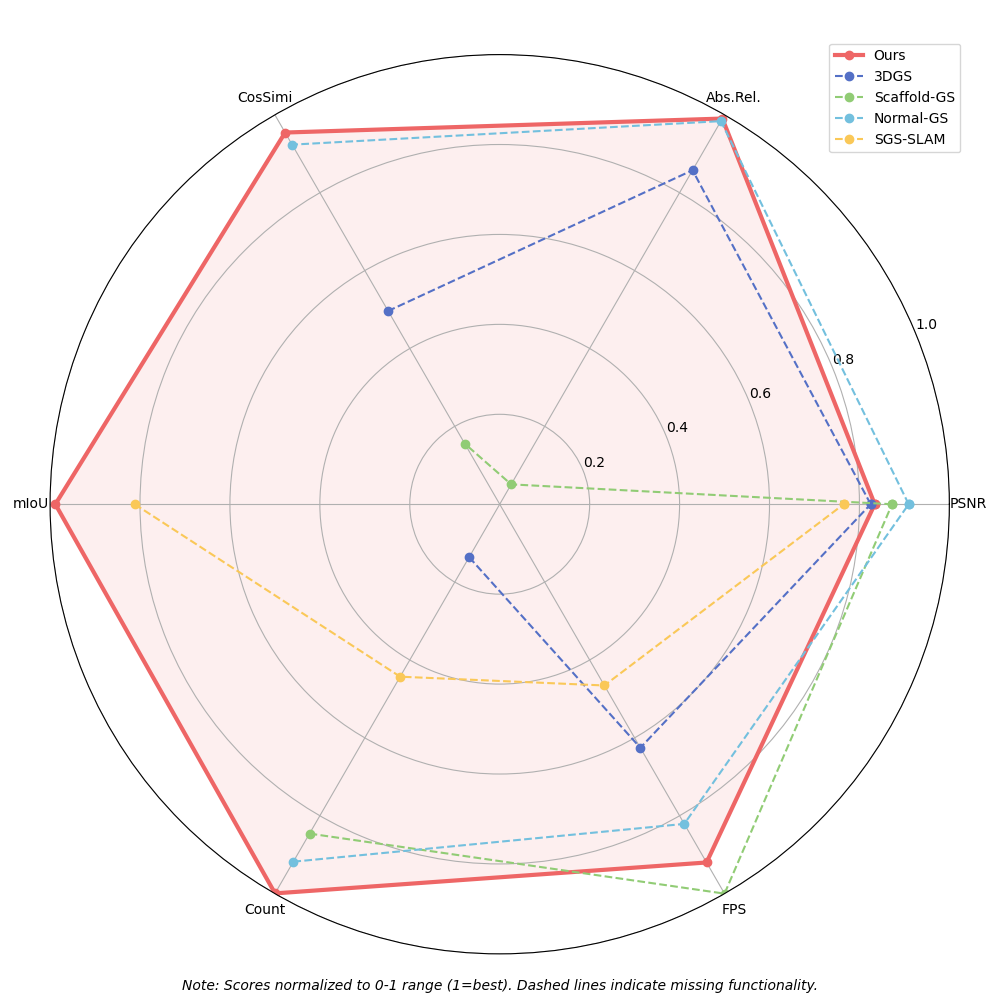 Ours
3DGS
Scaffold-GS
Normal-GS
SGS-SLAM
CosSimi
Abs.Rel.
1.0
0.8
0.6
0.4
0.2
mIoU
PSNR
Count
FPS
Note: Scores normalized to 0-1 range (1=best). Dashed lines indicate missing functionality.